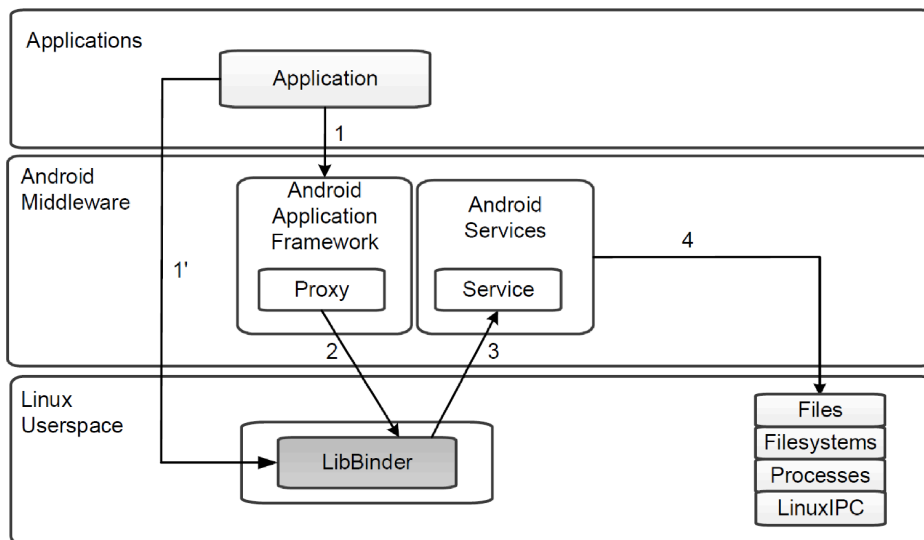 Applications
Application
1
Android
Middleware
Android
Application
Framework
Proxy
Android
Services
Service
4
1'
2
3
Linux
Userspace
LibBinder
Files
Filesystems
Processes
LinuxIPC